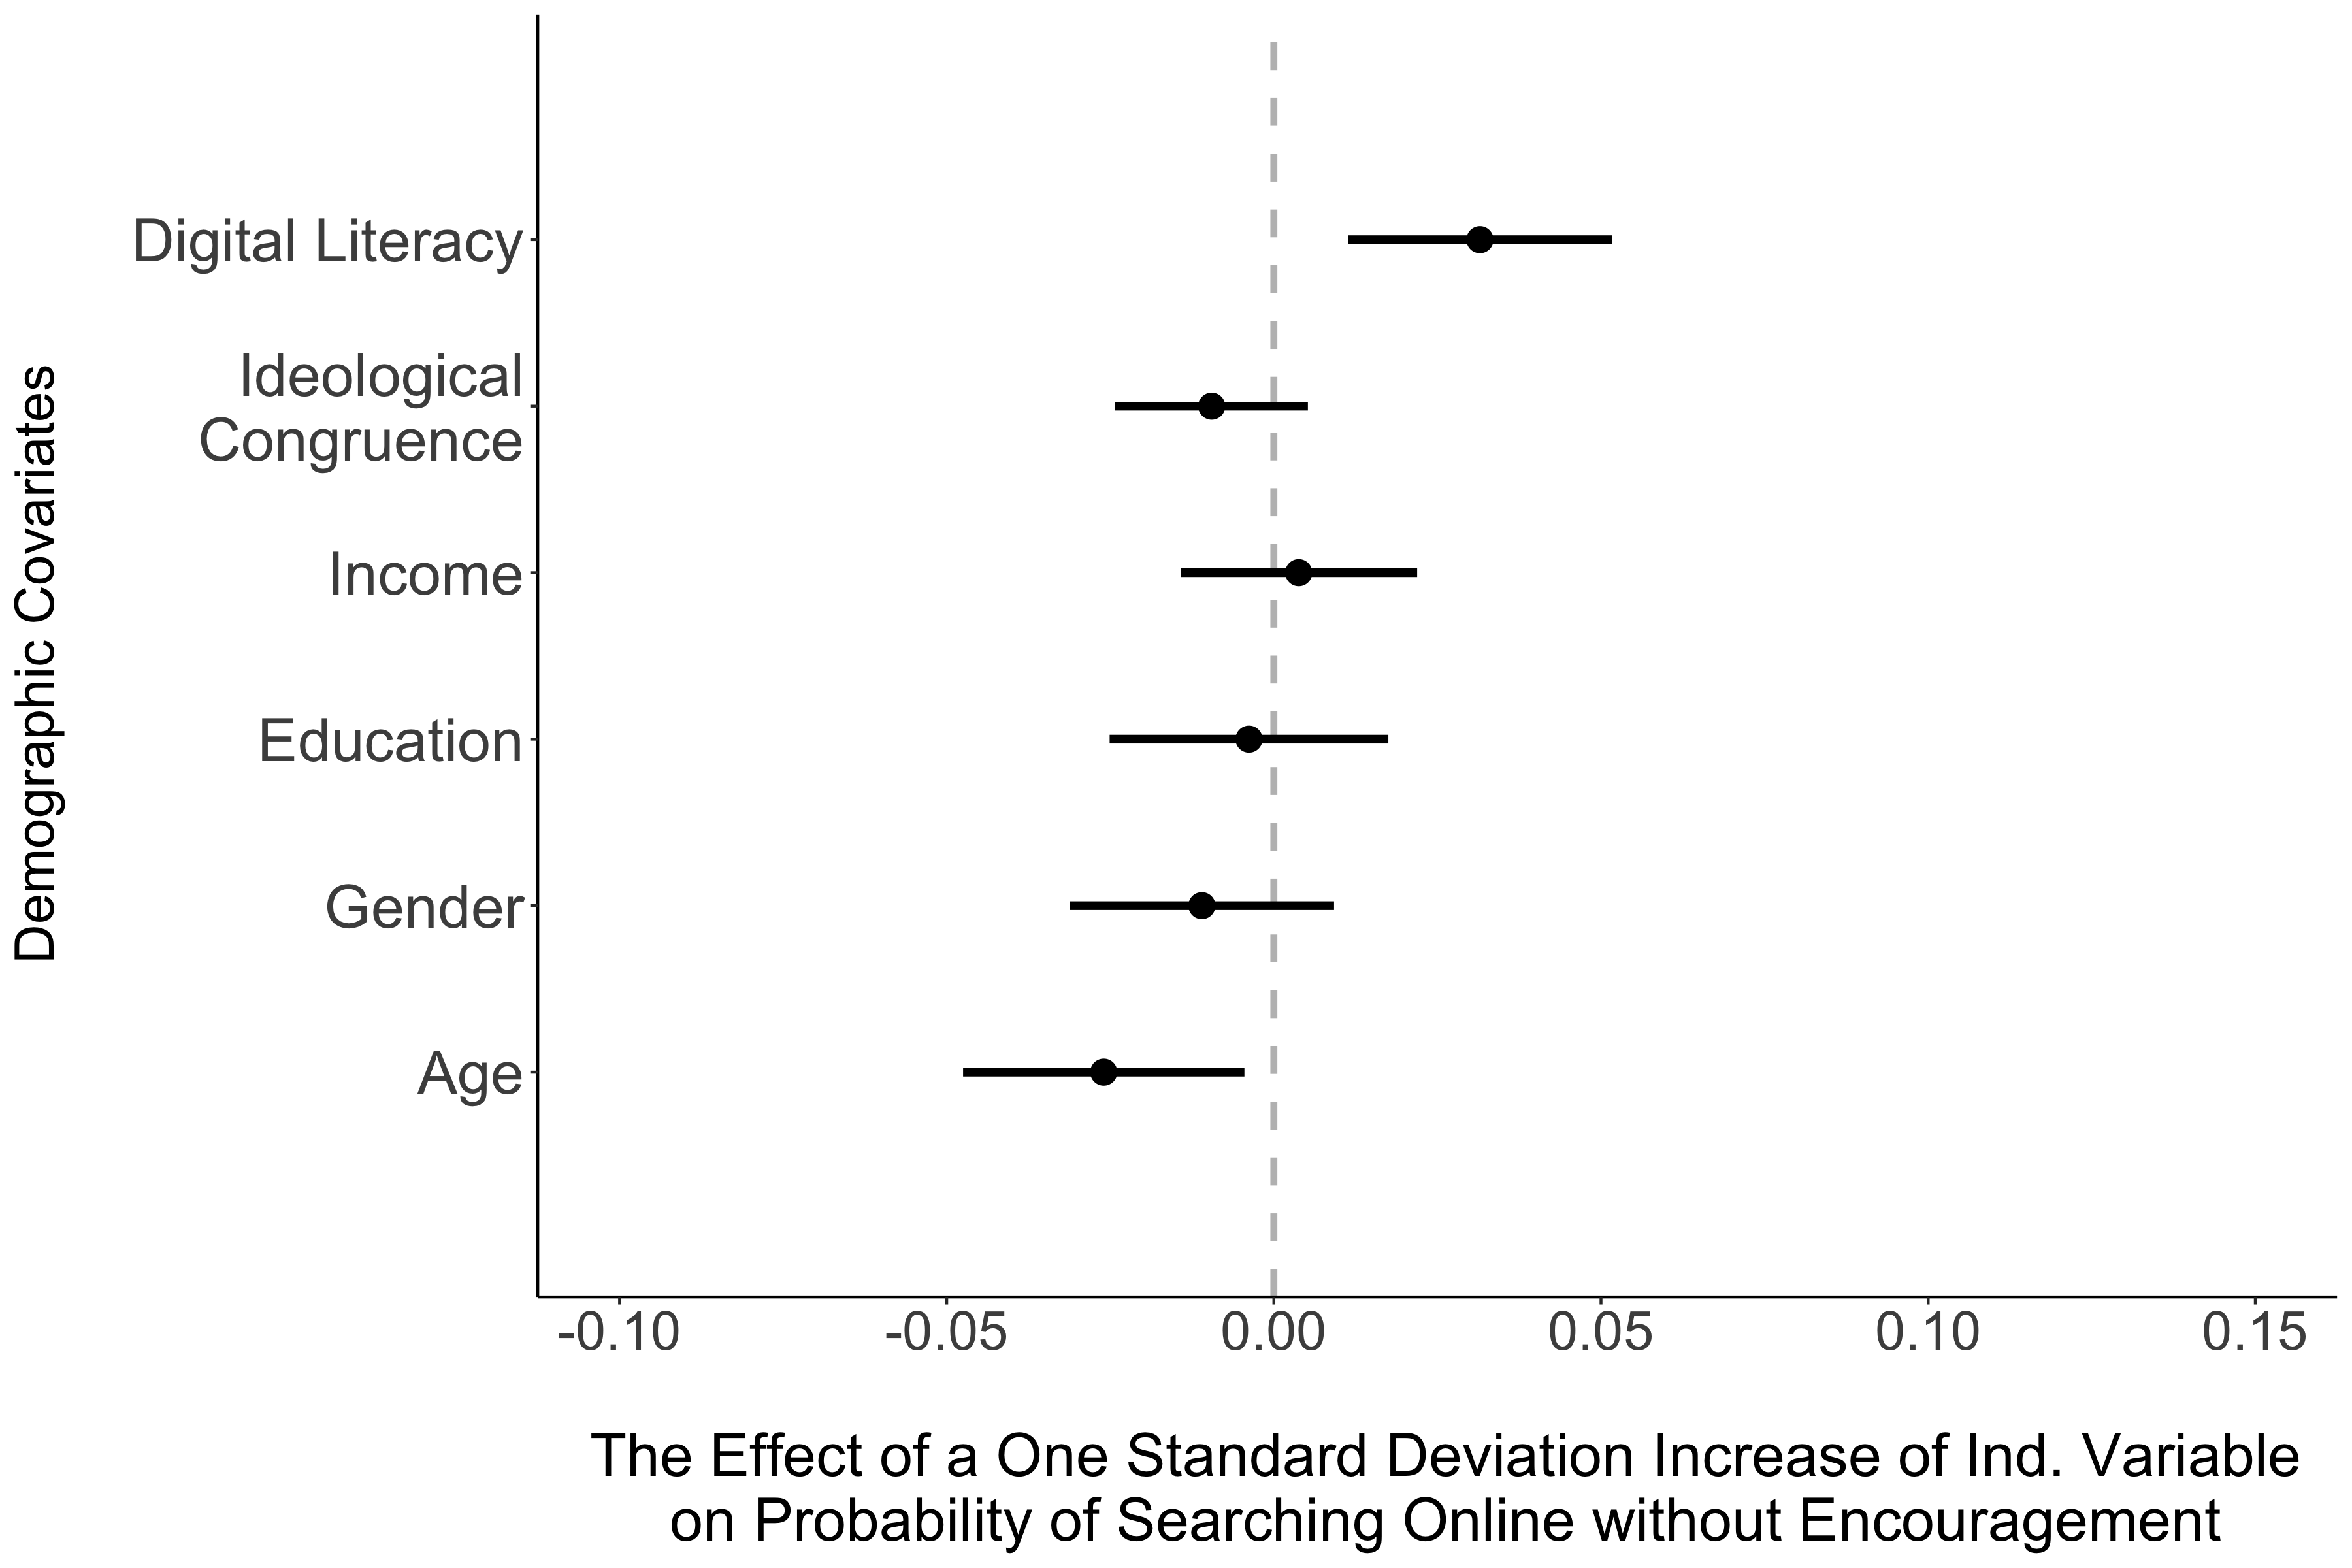 Demographic Covariates
Digital Literacy
Ideological
Congruence
Income
Education
Gender
Age
-0.10
-0.05
0.00
0.05
0.10
0.15
The Effect of a One Standard Deviation Increase of Ind. Variable
on Probability of Searching Online without Encouragement